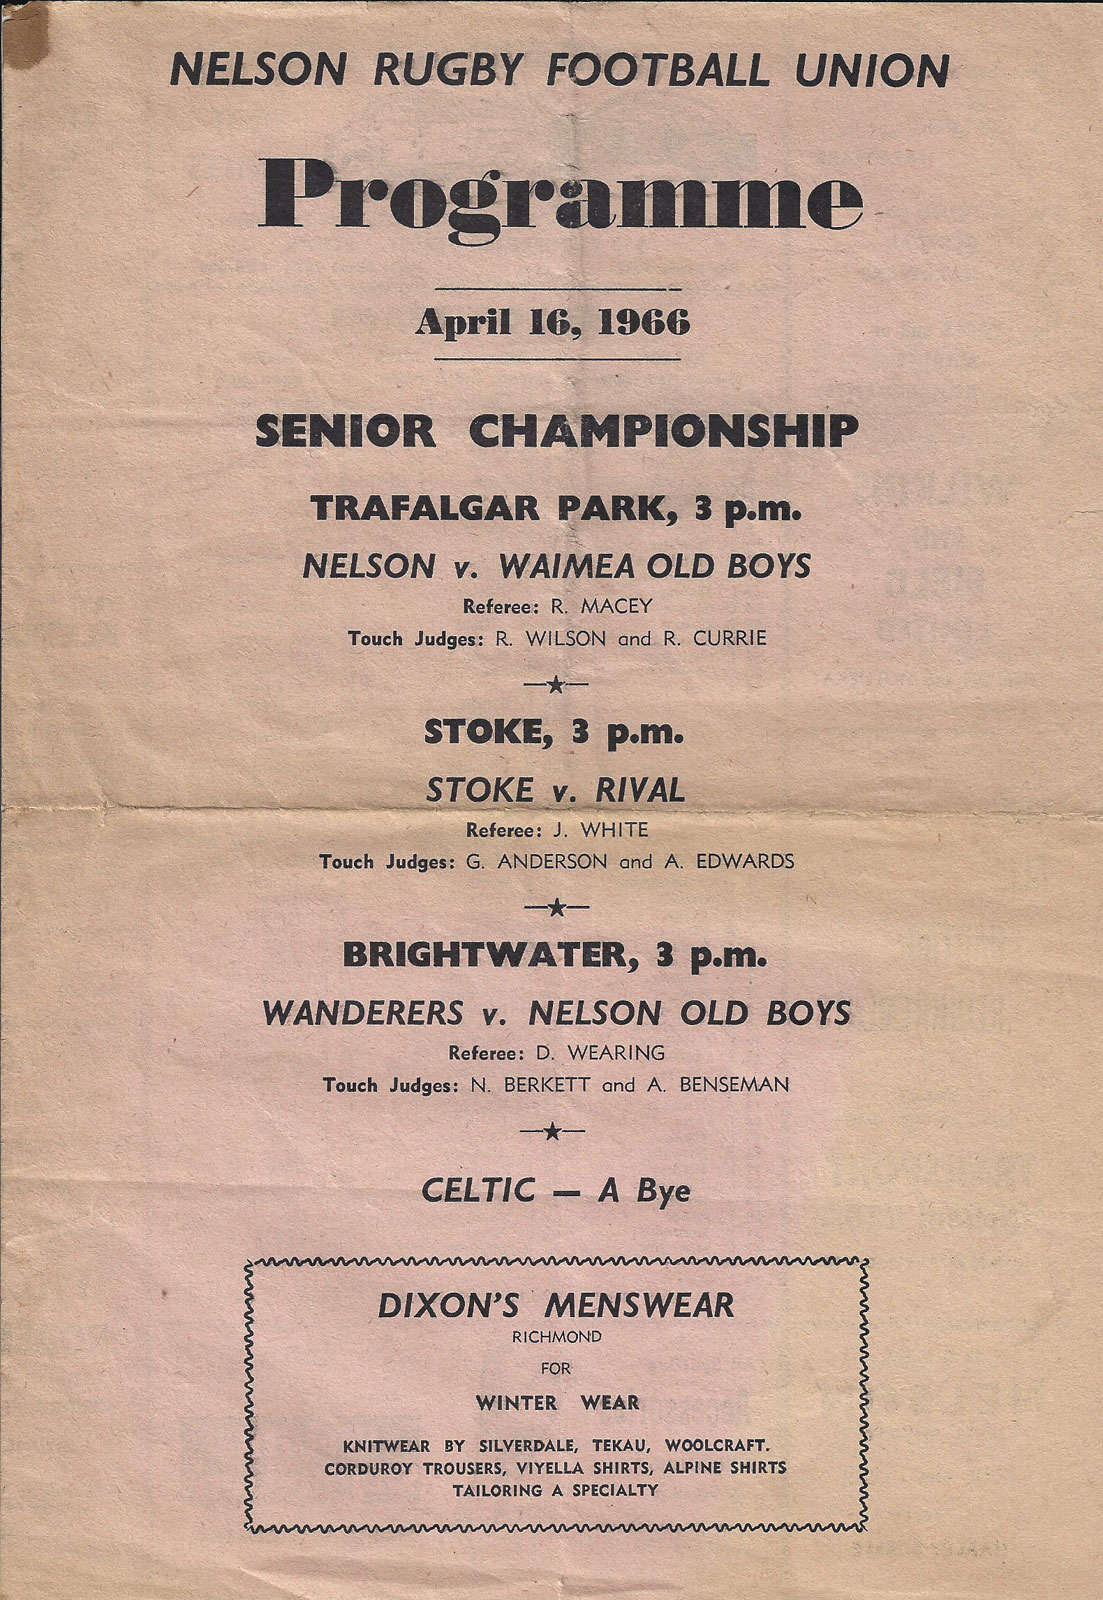 NELSON RUGBY FOOTBALL UNION
Programme
April 16, 1966
SENIOR CHAMPIONSHIP
TRAFALGAR PARK, 3 p.m.
NELSON v. WAIMEA OLD BOYS
Referee: R. MACEY
Touch Judges: R. WILSON and R. CURRIE
STOKE, 3 p.m.
STOKE v. RIVAL
Referee: J. WHITE
Touch Judges: G. ANDERSON and A. EDWARDS
BRIGHTWATER, 3 p.m.
WANDERERS v. NELSON OLD BOYS
Referee: D. WEARING
Touch Judges: N. BERKETT and A. BENSEMAN
CELTIC — A Bye
DIXON'S MENSWEAR
RICHMOND
FOR
WINTER WEAR
KNITWEAR BY SILVERDALE, TEKAU, WOOLCRAFT.
CORDUROY TROUSERS, VIYELLA SHIRTS, ALPINE SHIRTS
TAILORING A SPECIALTY